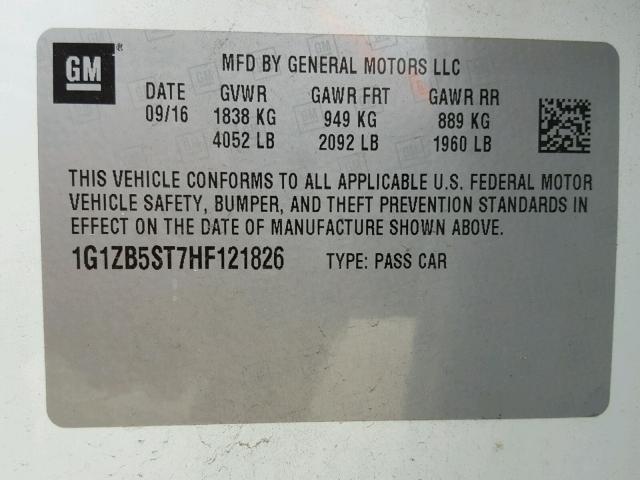 GM
MFD BY GENERAL MOTORS LLC
DATE GVWR GAWR FRT GAWR RR
09/16 1838 KG 949 KG 889 KG
4052 LB 2092 LB 1960 LB
THIS VEHICLE CONFORMS TO ALL APPLICABLE U.S. FEDERAL MOTOR
VEHICLE SAFETY, BUMPER, AND THEFT PREVENTION STANDARDS IN
EFFECT ON THE DATE OF MANUFACTURE SHOWN ABOVE.
1G1ZB5ST7HF121826 TYPE: PASS CAR